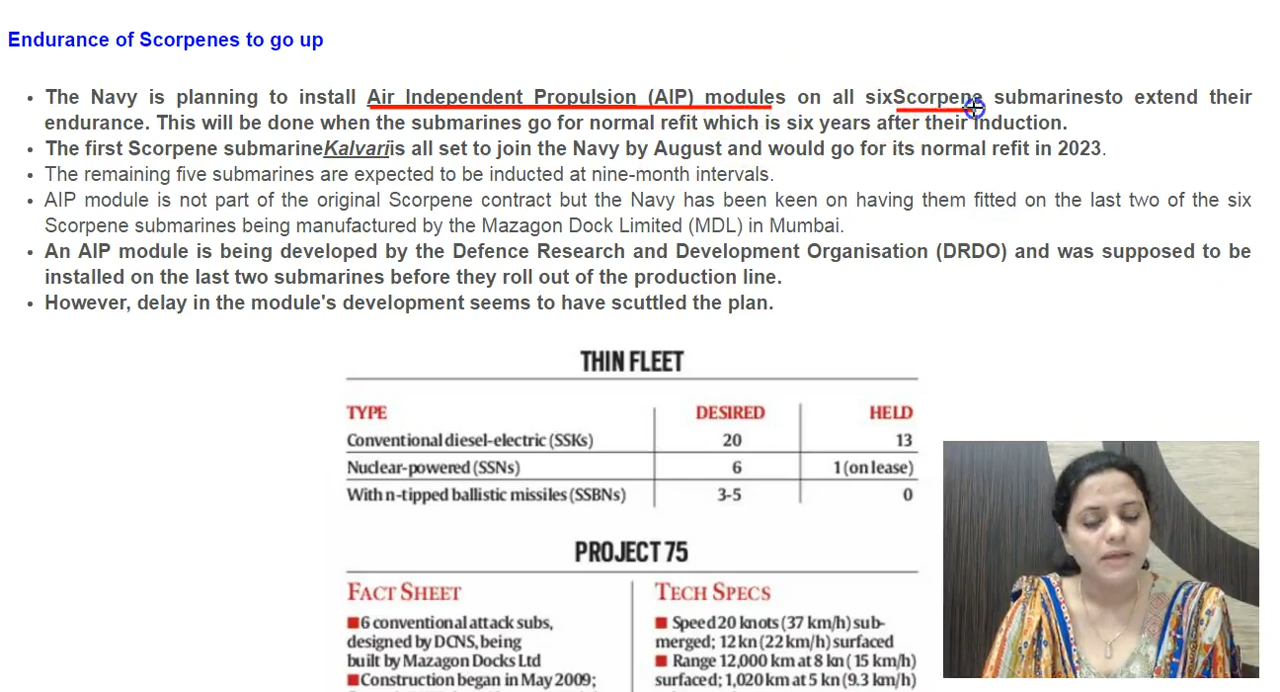 Endurance of Scorpenes to go up
• The Navy is planning to install Air Independent Propulsion (AIP) modules on all sixScorpene submarinesto extend their
endurance. This will be done when the submarines go for normal refit which is six years after their induction.
• The first Scorpene submarineKalvariis all set to join the Navy by August and would go for its normal refit in 2023.
• The remaining five submarines are expected to be inducted at nine-month intervals.
• AIP module is not part of the original Scorpene contract but the Navy has been keen on having them fitted on the last two of the six
Scorpene submarines being manufactured by the Mazagon Dock Limited (MDL) in Mumbai.
• An AIP module is being developed by the Defence Research and Development Organisation (DRDO) and was supposed to be
installed on the last two submarines before they roll out of the production line.
• However, delay in the module's development seems to have scuttled the plan.
THIN FLEET
TYPE DESIRED HELD
Conventional diesel-electric (SSKs) 20 13
Nuclear-powered (SSNs) 6 1 (on lease)
With n-tipped ballistic missiles (SSBNs) 3-5 0
PROJECT 75
FACT SHEET
■ 6 conventional attack subs,
designed by DCNS, being
built by Mazagon Docks Ltd
■ Construction began in May 2009;
TECH SPECS
■ Speed 20 knots (37 km/h) sub-
merged; 12 kn (22 km/h) surfaced
■ Range 12,000 km at 8 kn (15 km/h)
surfaced; 1,020 km at 5 kn (9.3 km/h)